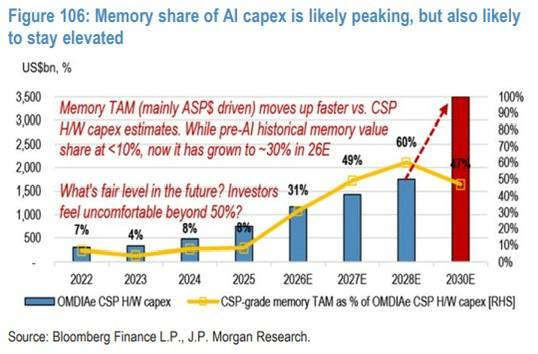 Figure 106: Memory share of AI capex is likely peaking, but also likely
to stay elevated
US$bn, %
3,500
3,000
2,500
2,000
1,500
1,000
500
-
Memory TAM (mainly ASP$ driven) moves up faster vs. CSP
H/W capex estimates. While pre-AI historical memory value
share at <10%, now it has grown to ~30% in 26E
What's fair level in the future? Investors
feel uncomfortable beyond 50%?
7%
4%
8%
8%
31%
49%
60%
47%
100%
90%
80%
70%
60%
50%
40%
30%
20%
10%
0%
2022
2023
2024
2025
2026E
2027E
2028E
2030E
OMDIAe CSP H/W capex
CSP-grade memory TAM as % of OMDIAe CSP H/W capex [RHS]
Source: Bloomberg Finance L.P., J.P. Morgan Research.